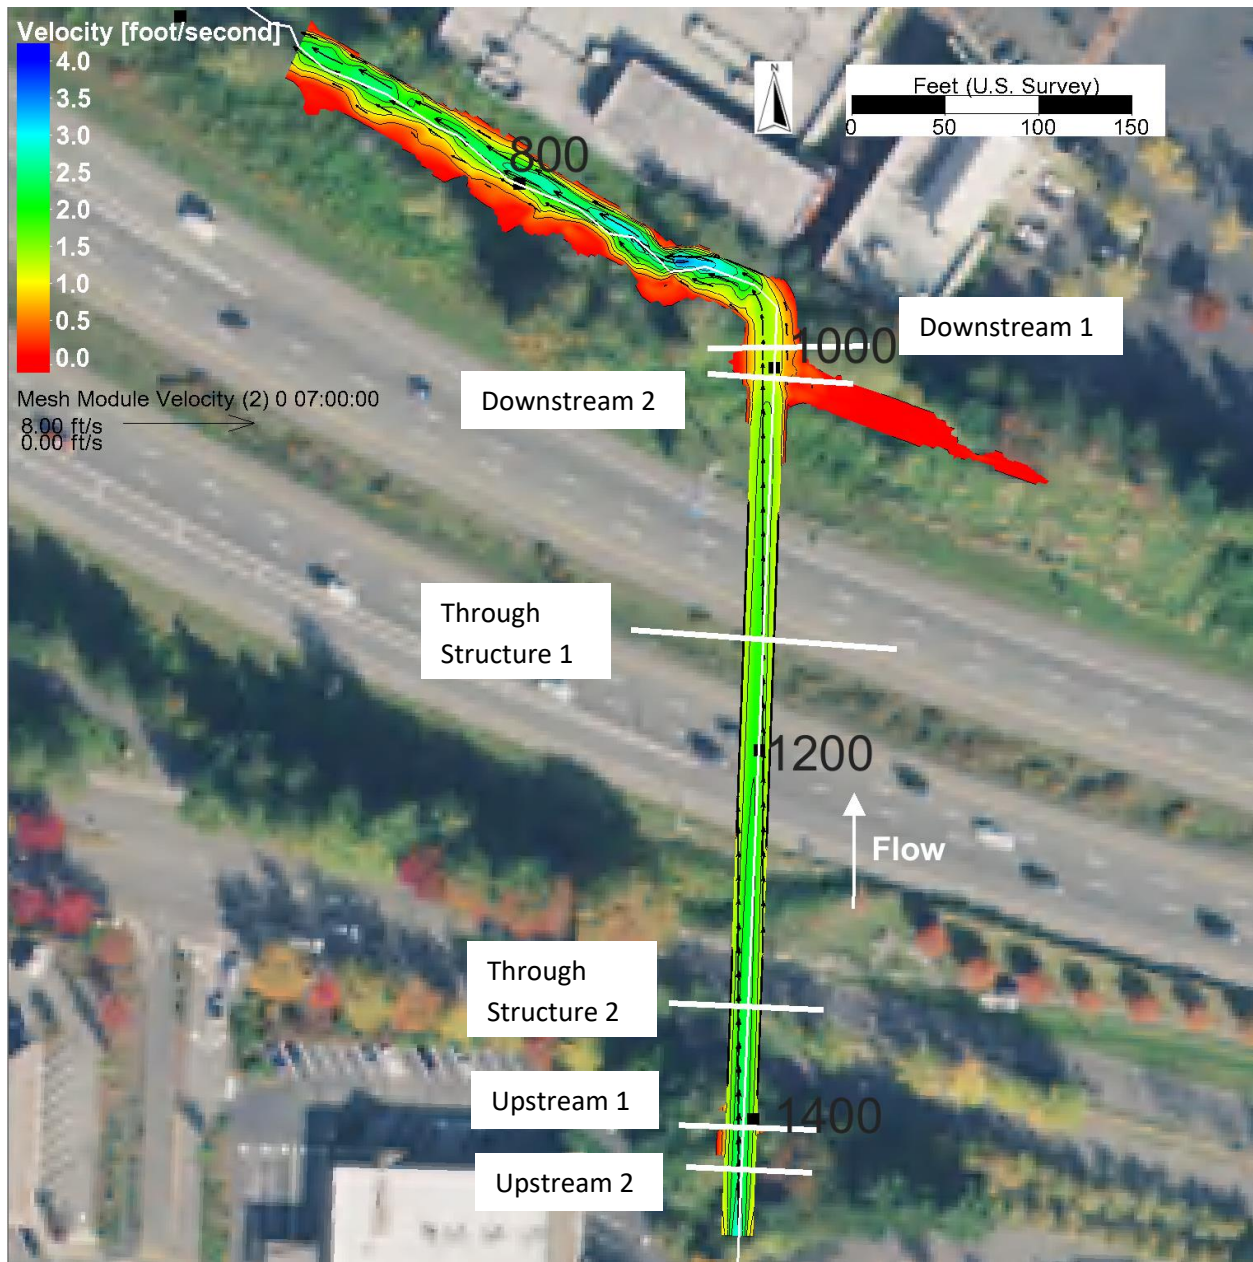 Velocity [foot/second]
4.0
3.5
3.0
2.5
2.0
1.5
1.0
0.5
0.0
Mesh Module Velocity (2) 0 07:00:00
8.00 ft/s
0.00 ft/s
N
Feet (U.S. Survey)
0 50 100 150
800
1000
Downstream 1
Downstream 2
Through
Structure 1
1200
Flow
Through
Structure 2
Upstream 1
1400
Upstream 2